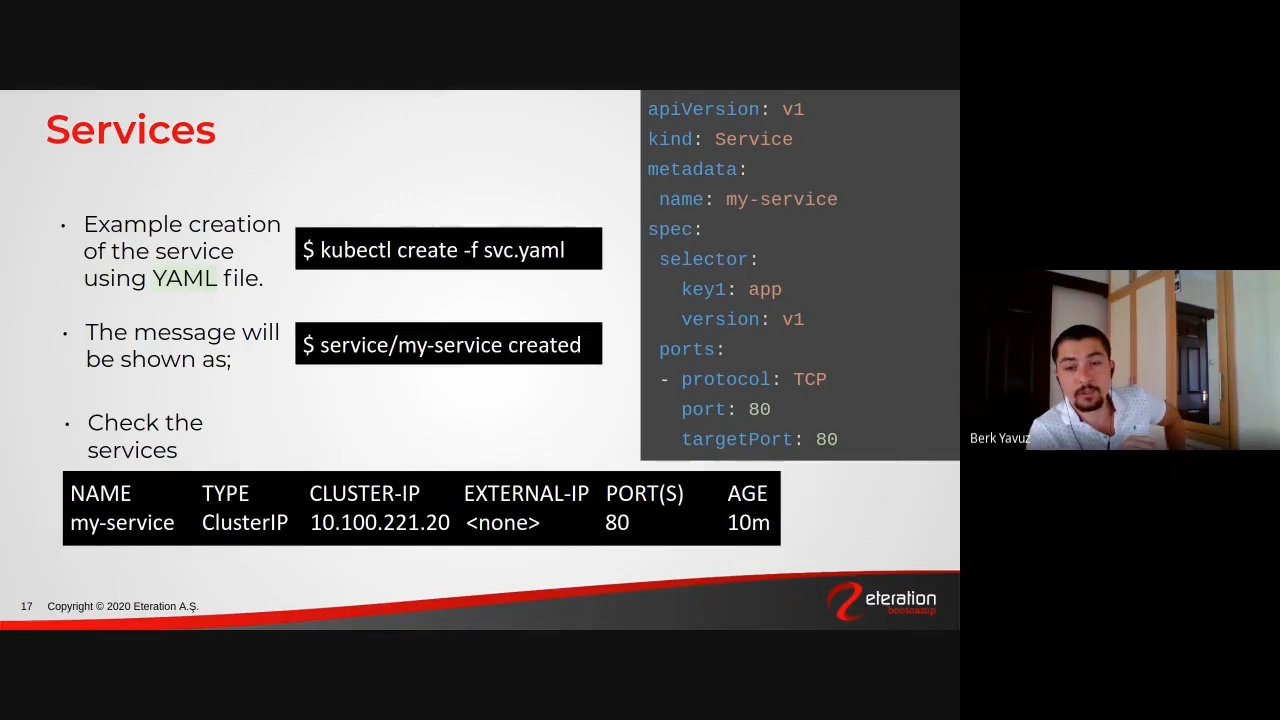 Services
• Example creation
of the service
using YAML file.
$ kubectl create -f svc.yaml
• The message will
be shown as;
$ service/my-service created
• Check the
services
NAME TYPE CLUSTER-IP EXTERNAL-IP PORT(S) AGE
my-service ClusterIP 10.100.221.20 <none> 80 10m
apiVersion: v1
kind: Service
metadata:
 name: my-service
spec:
 selector:
   key1: app
   version: v1
 ports:
 - protocol: TCP
   port: 80
   targetPort: 80
17 Copyright © 2020 Eteration A.Ş.
eteration
bootcamp
Berk Yavuz